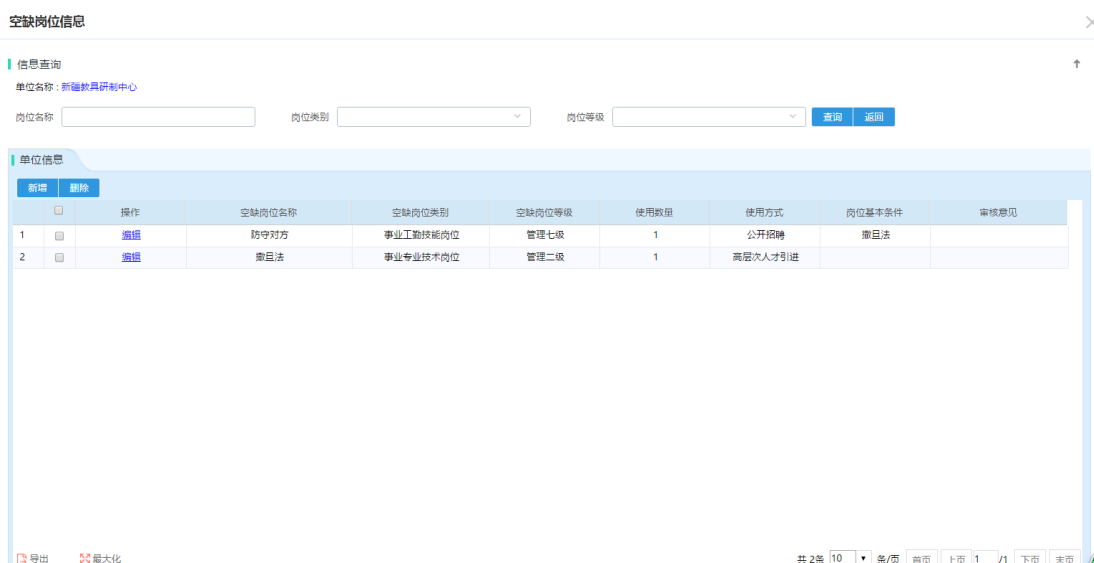 空缺岗位信息
信息查询
单位名称 : 新疆教具研制中心
岗位名称 岗位类别 岗位等级 查询 返回
单位信息
新增 删除
操作 空缺岗位名称 空缺岗位类别 空缺岗位等级 使用数量 使用方式 岗位基本条件 审核意见
1 编辑 防守对方 事业工勤技能岗位 管理七级 1 公开招聘 撒旦法
2 编辑 撒旦法 事业专业技术岗位 管理二级 1 高层次人才引进
导出 最大化 共 2条 10 条/页 首页 上页 1 /1 下页 末页